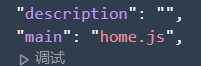 "description": "",
"main": "home.js",
▷ 调试